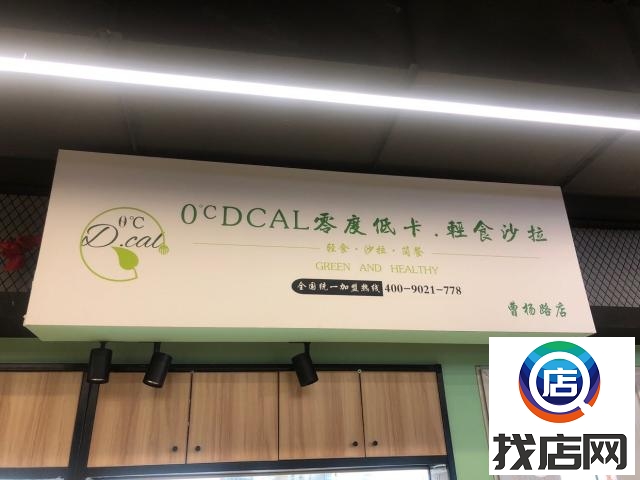 0℃
D.cal
0℃DCAL零度低卡.輕食沙拉
轻食·沙拉·简餐
GREEN AND HEALTHY
全国统一加盟热线 400-9021-778
曹杨路店
店
找店网